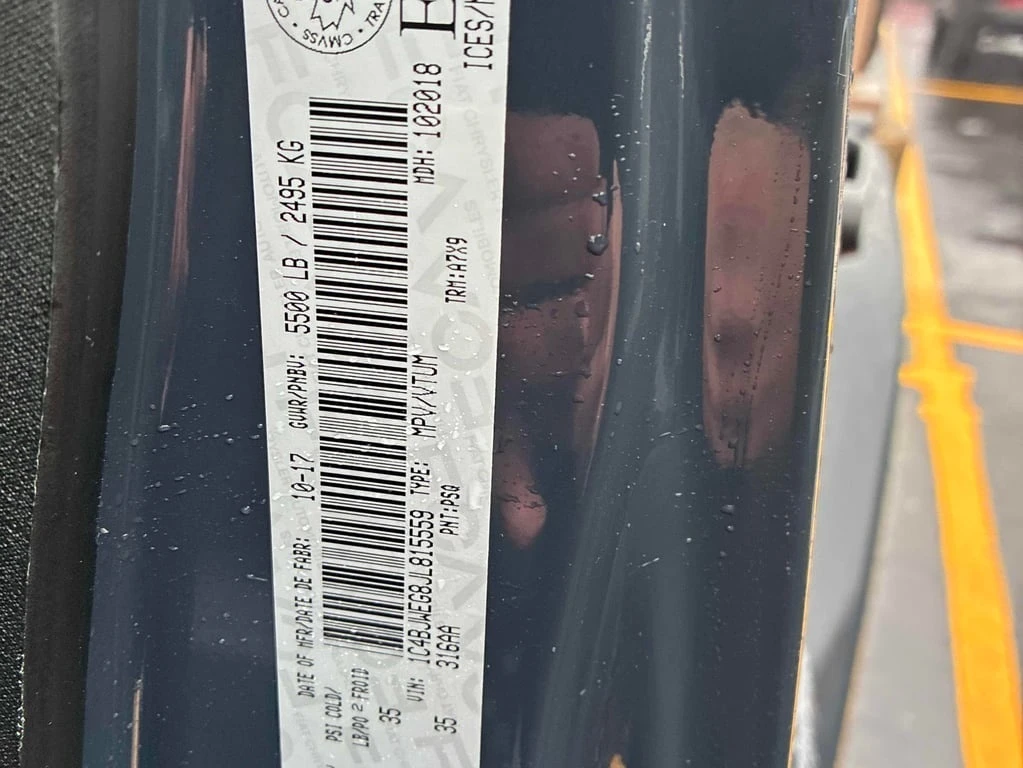 DATE OF MFR/DATE DE FABR: 10-17 GVWR/PNBV: 5500 LB / 2495 KG
PSI COLD/
LB/PO 2 FROID
CMVSS
35 VIN: 1C4BJWEG8JL815559 TYPE: MPV/VTUM MDH: 102018
35 316AA PNT:PSQ TRM:A7X9